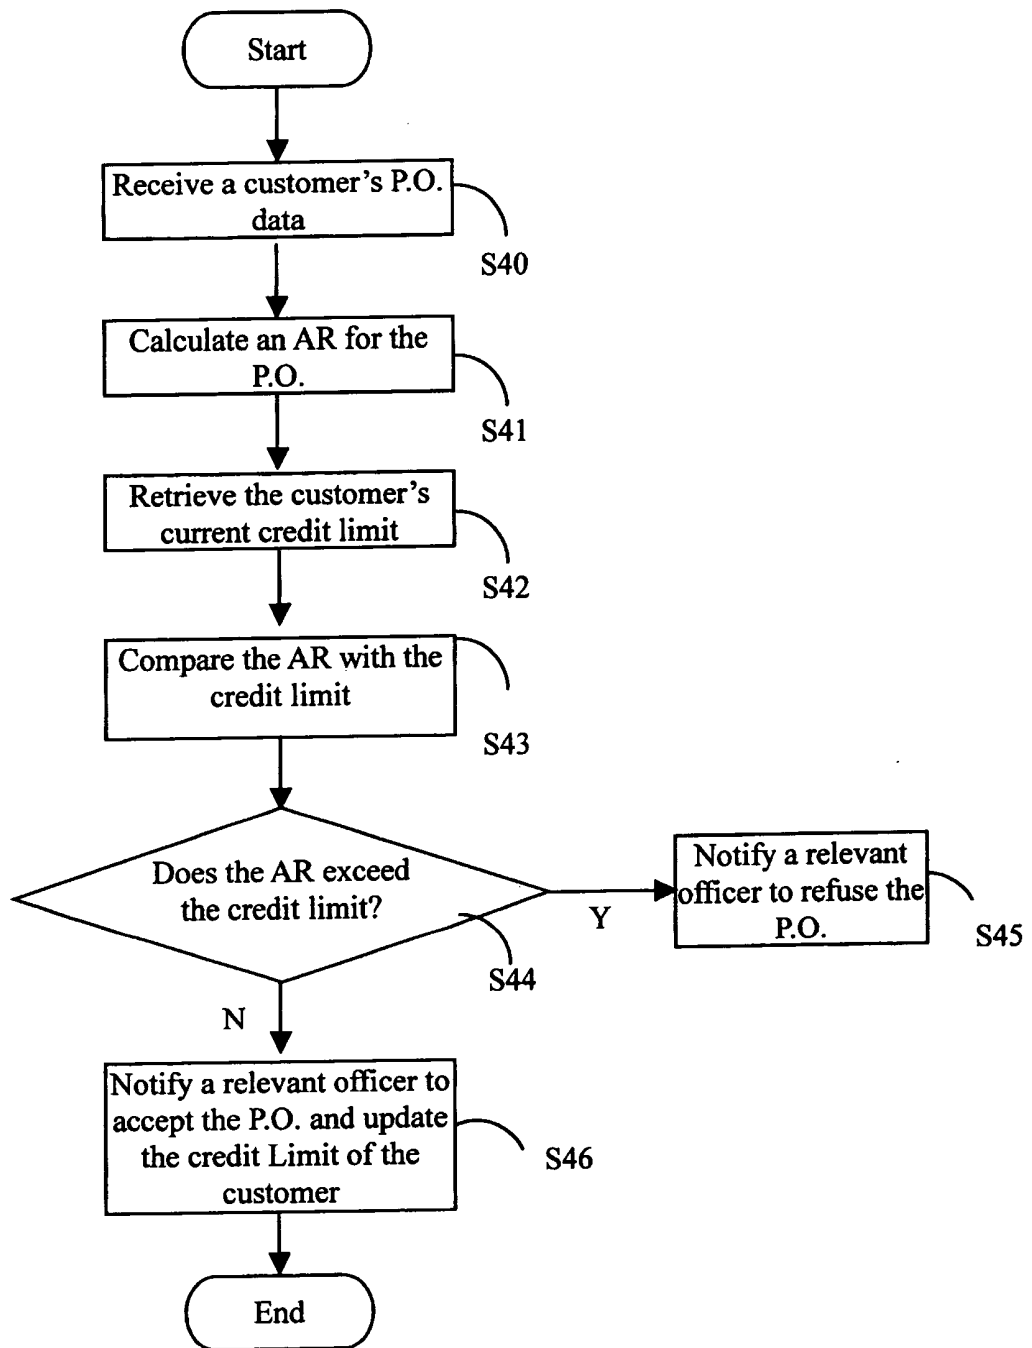 Start
Receive a customer's P.O.
data
S40
Calculate an AR for the
P.O.
S41
Retrieve the customer's
current credit limit
S42
Compare the AR with the
credit limit
S43
Does the AR exceed
the credit limit?
S44
Y
Notify a relevant
officer to refuse the
P.O.
S45
N
Notify a relevant officer to
accept the P.O. and update
the credit Limit of the
customer
S46
End